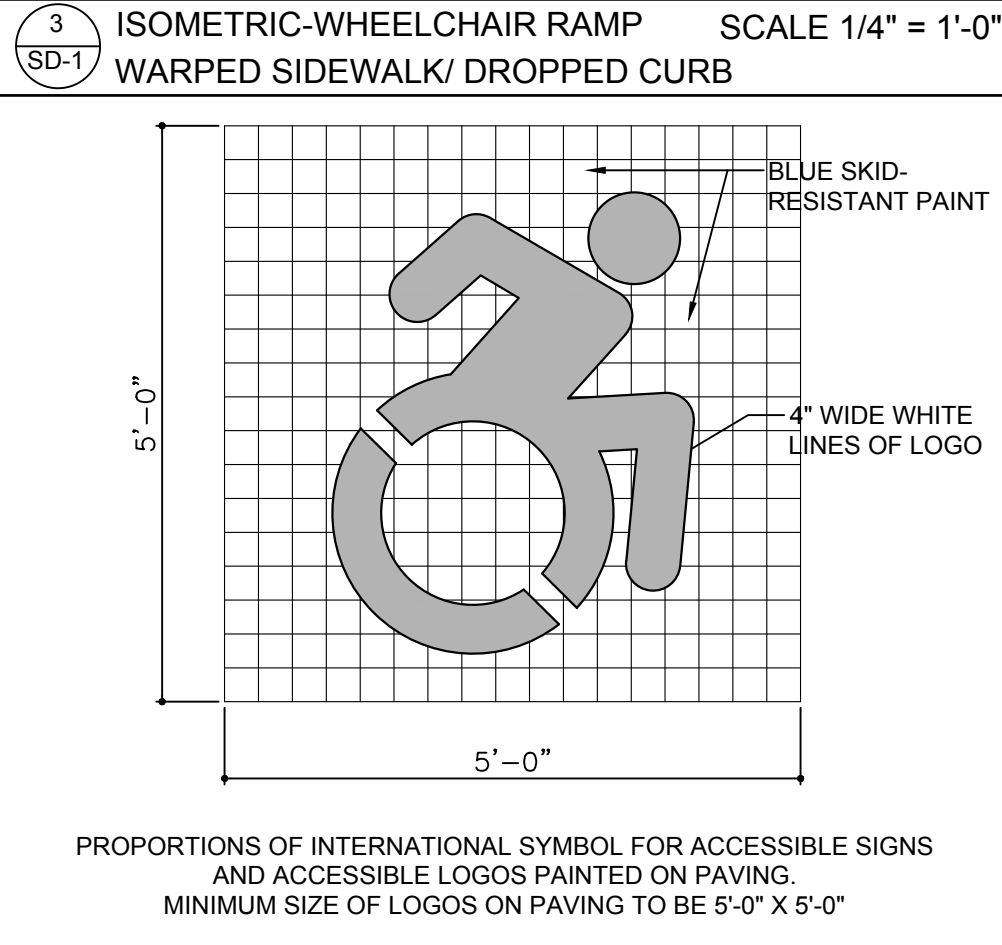 3
SD-1
ISOMETRIC-WHEELCHAIR RAMP
SCALE 1/4" = 1'-0"
WARPED SIDEWALK/ DROPPED CURB
BLUE SKID-
RESISTANT PAINT
5'-0"
4" WIDE WHITE
LINES OF LOGO
5'-0"
PROPORTIONS OF INTERNATIONAL SYMBOL FOR ACCESSIBLE SIGNS
AND ACCESSIBLE LOGOS PAINTED ON PAVING.
MINIMUM SIZE OF LOGOS ON PAVING TO BE 5'-0" X 5'-0"